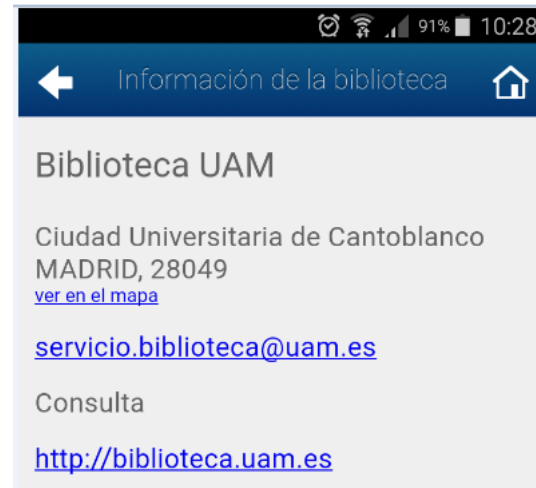 91% 10:28
Información de la biblioteca
Biblioteca UAM
Ciudad Universitaria de Cantoblanco
MADRID, 28049
ver en el mapa
servicio.biblioteca@uam.es
Consulta
http://biblioteca.uam.es